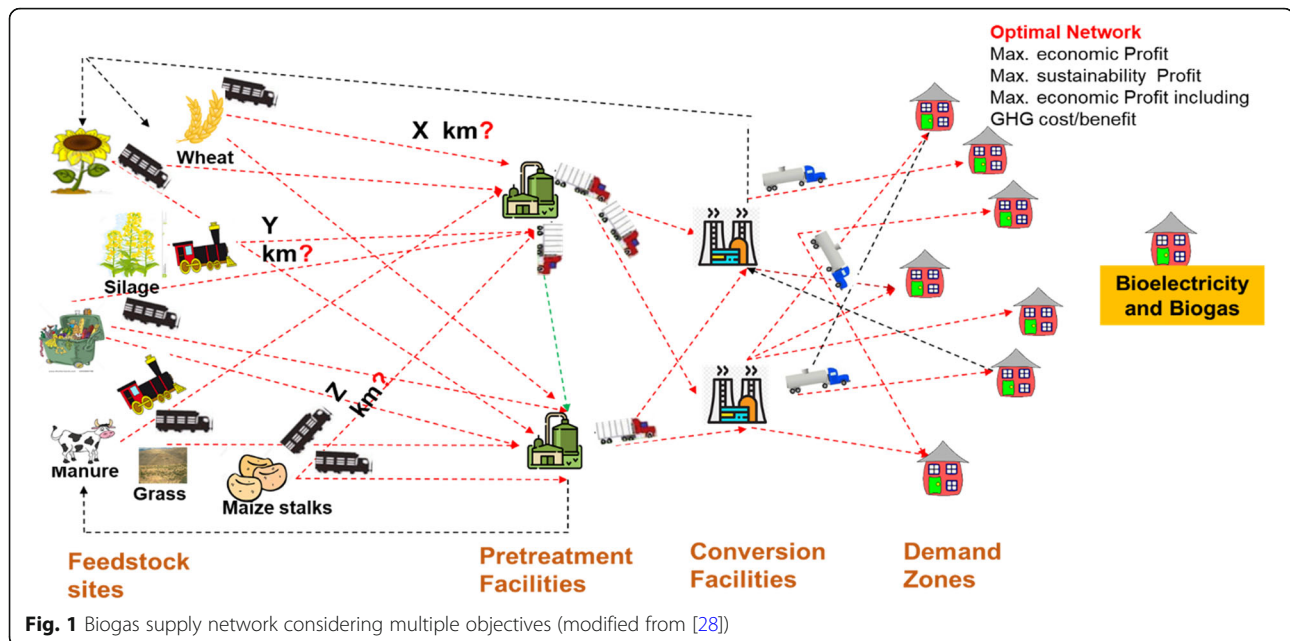 Optimal Network
Max. economic Profit
Max. sustainability Profit
Max. economic Profit including
GHG cost/benefit
X km?
Wheat
Y
km?
Silage
Bioelectricity
and Biogas
Z
km?
Manure
Grass
Maize stalks
Feedstock
sites
Pretreatment
Facilities
Conversion
Facilities
Demand
Zones
Fig. 1 Biogas supply network considering multiple objectives (modified from [28])